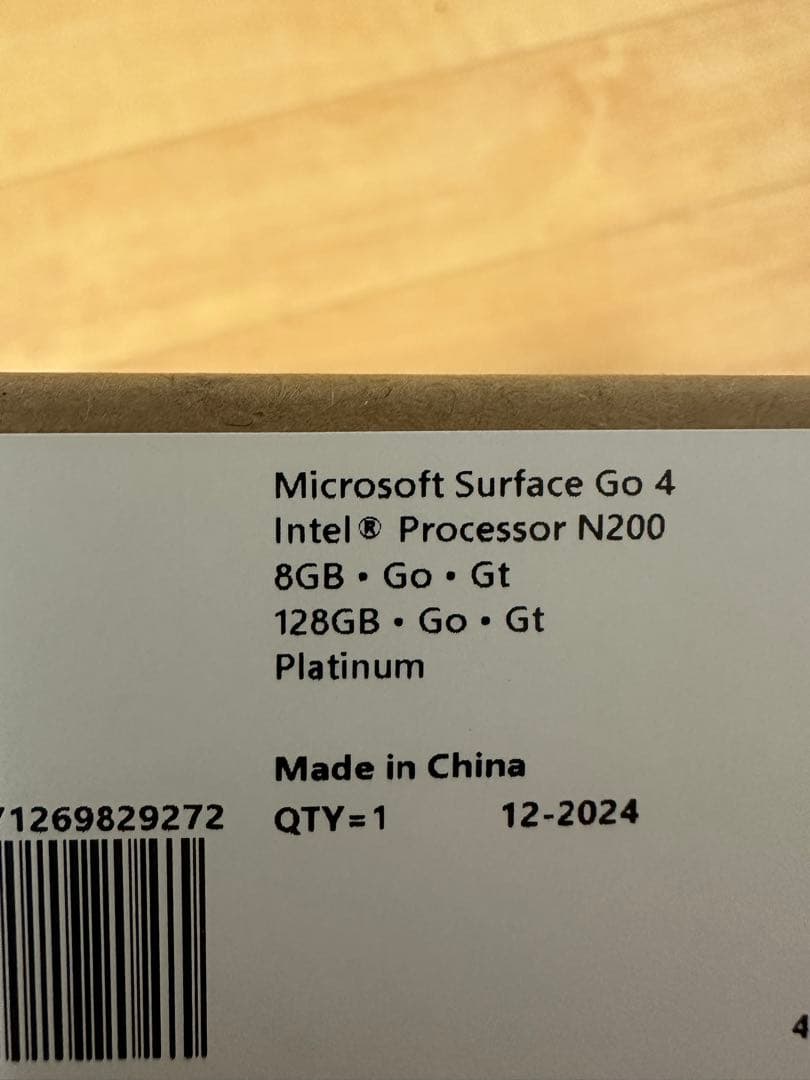 Microsoft Surface Go 4
Intel® Processor N200
8GB • Go • Gt
128GB • Go • Gt
Platinum
Made in China
1269829272 QTY=1 12-2024
4